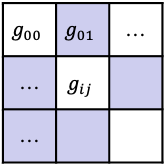 g₀₀ g₀₁ ...
... gᵢⱼ
...